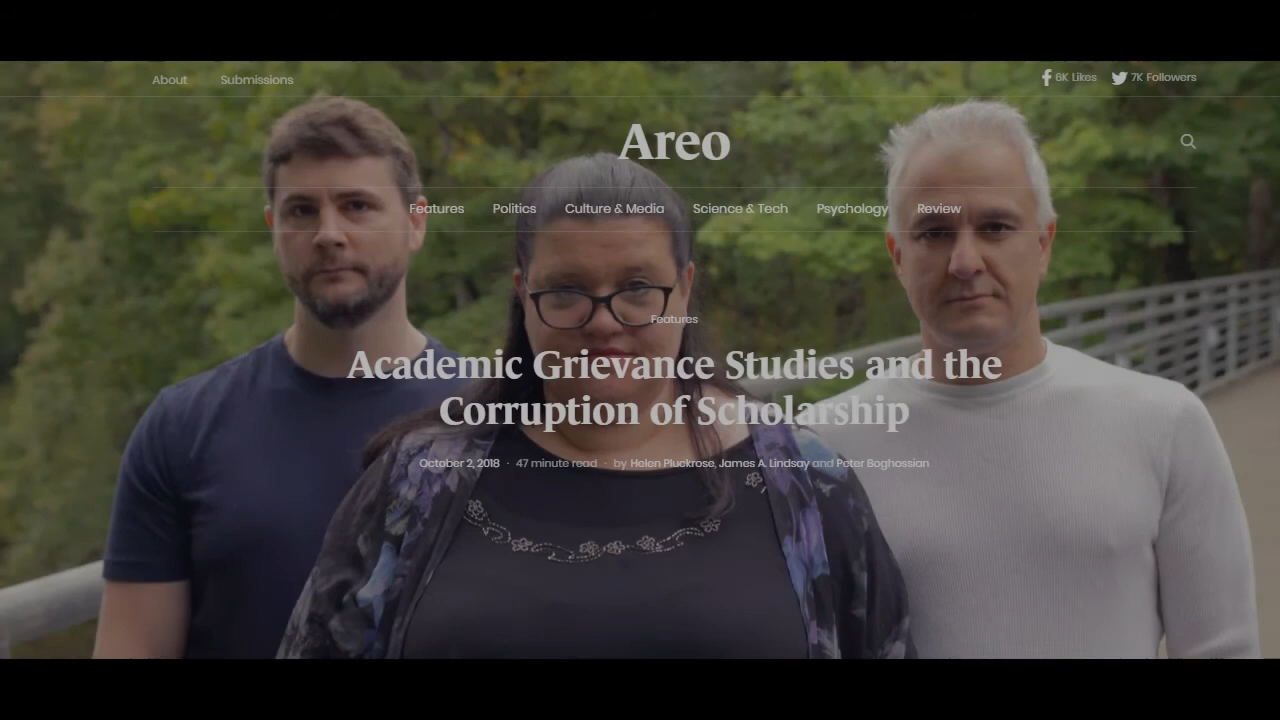 About Submissions 6K Likes 7K Followers
Areo
Features Politics Culture & Media Science & Tech Psychology Review
Features
Academic Grievance Studies and the
Corruption of Scholarship
October 2, 2018 · 47 minute read · by Helen Pluckrose, James A. Lindsay and Peter Boghossian